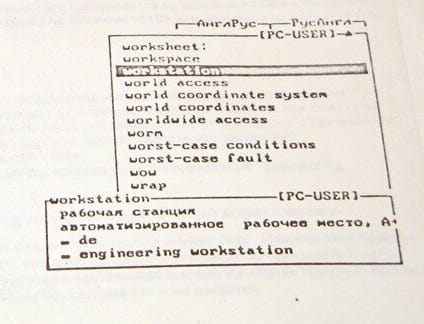 АнглРус РусАнгл
[PC-USER]
worksheet:
workspace
workstation
world access
world coordinate system
world coordinates
worldwide access
worm
worst-case conditions
worst-case fault
wow
wrap
workstation [PC-USER]
рабочая станция
автоматизированное рабочее место, А
de
engineering workstation